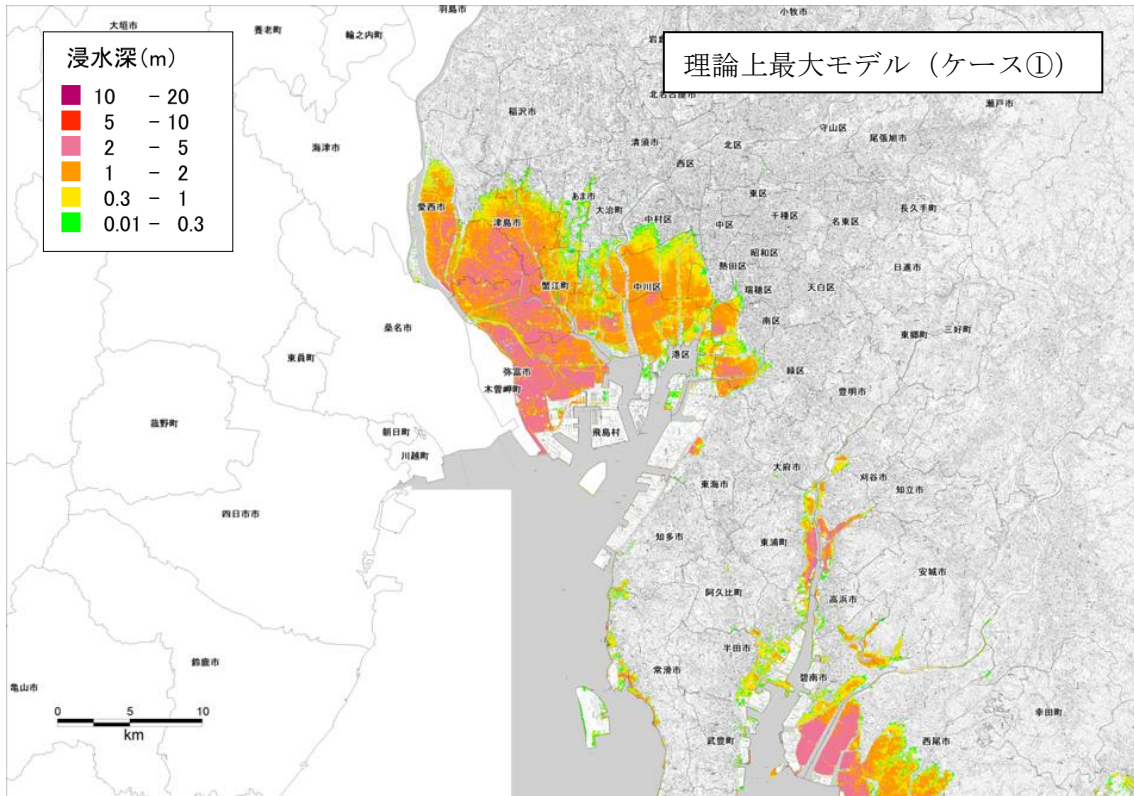 大垣市
養老町
輪之内町
羽島市
小牧市
浸水深(m)
10 － 20
5 － 10
2 － 5
1 － 2
0.3 － 1
0.01 － 0.3
理論上最大モデル（ケース①）
北名古屋市
瀬戸市
稲沢市
海津市
清須市
北区
守山区
尾張旭市
西区
愛西市
津島市
あま市
大治町
中村区
中区
東区
千種区
名東区
長久手町
昭和区
熱田区
日進市
蟹江町
中川区
瑞穂区
天白区
南区
桑名市
東員町
港区
東郷町
三好町
弥富市
木曽岬町
緑区
豊明市
菰野町
朝日町
川越町
飛島村
大府市
刈谷市
知立市
東海市
四日市市
知多市
東浦町
安城市
阿久比町
高浜市
半田市
鈴鹿市
常滑市
碧南市
亀山市
0 5 10
km
武豊町
西尾市
幸田町